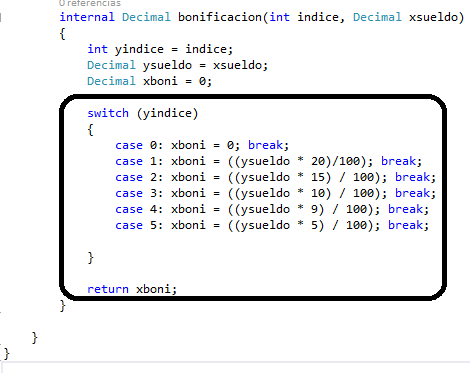 0 referencias
internal Decimal bonificacion(int indice, Decimal xsueldo)
{
int yindice = indice;
Decimal ysueldo = xsueldo;
Decimal xboni = 0;
switch (yindice)
{
case 0: xboni = 0; break;
case 1: xboni = ((ysueldo * 20)/100); break;
case 2: xboni = ((ysueldo * 15) / 100); break;
case 3: xboni = ((ysueldo * 10) / 100); break;
case 4: xboni = ((ysueldo * 9) / 100); break;
case 5: xboni = ((ysueldo * 5) / 100); break;
}
return xboni;
}
}
}